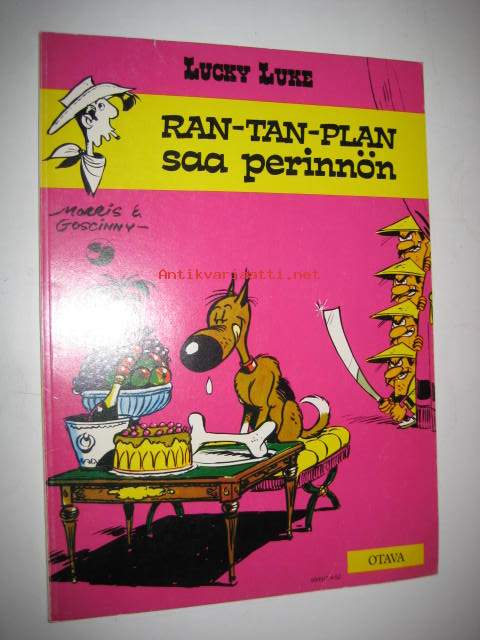 LUCKY LUKE
RAN-TAN-PLAN
saa perinnön
MORRIS &
GOSCINNY
Antikvariaatti.net
OTAVA